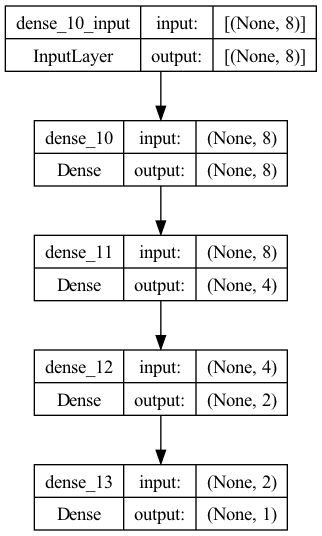 dense_10_input input: [(None, 8)]
InputLayer output: [(None, 8)]
dense_10 input: (None, 8)
Dense output: (None, 8)
dense_11 input: (None, 8)
Dense output: (None, 4)
dense_12 input: (None, 4)
Dense output: (None, 2)
dense_13 input: (None, 2)
Dense output: (None, 1)